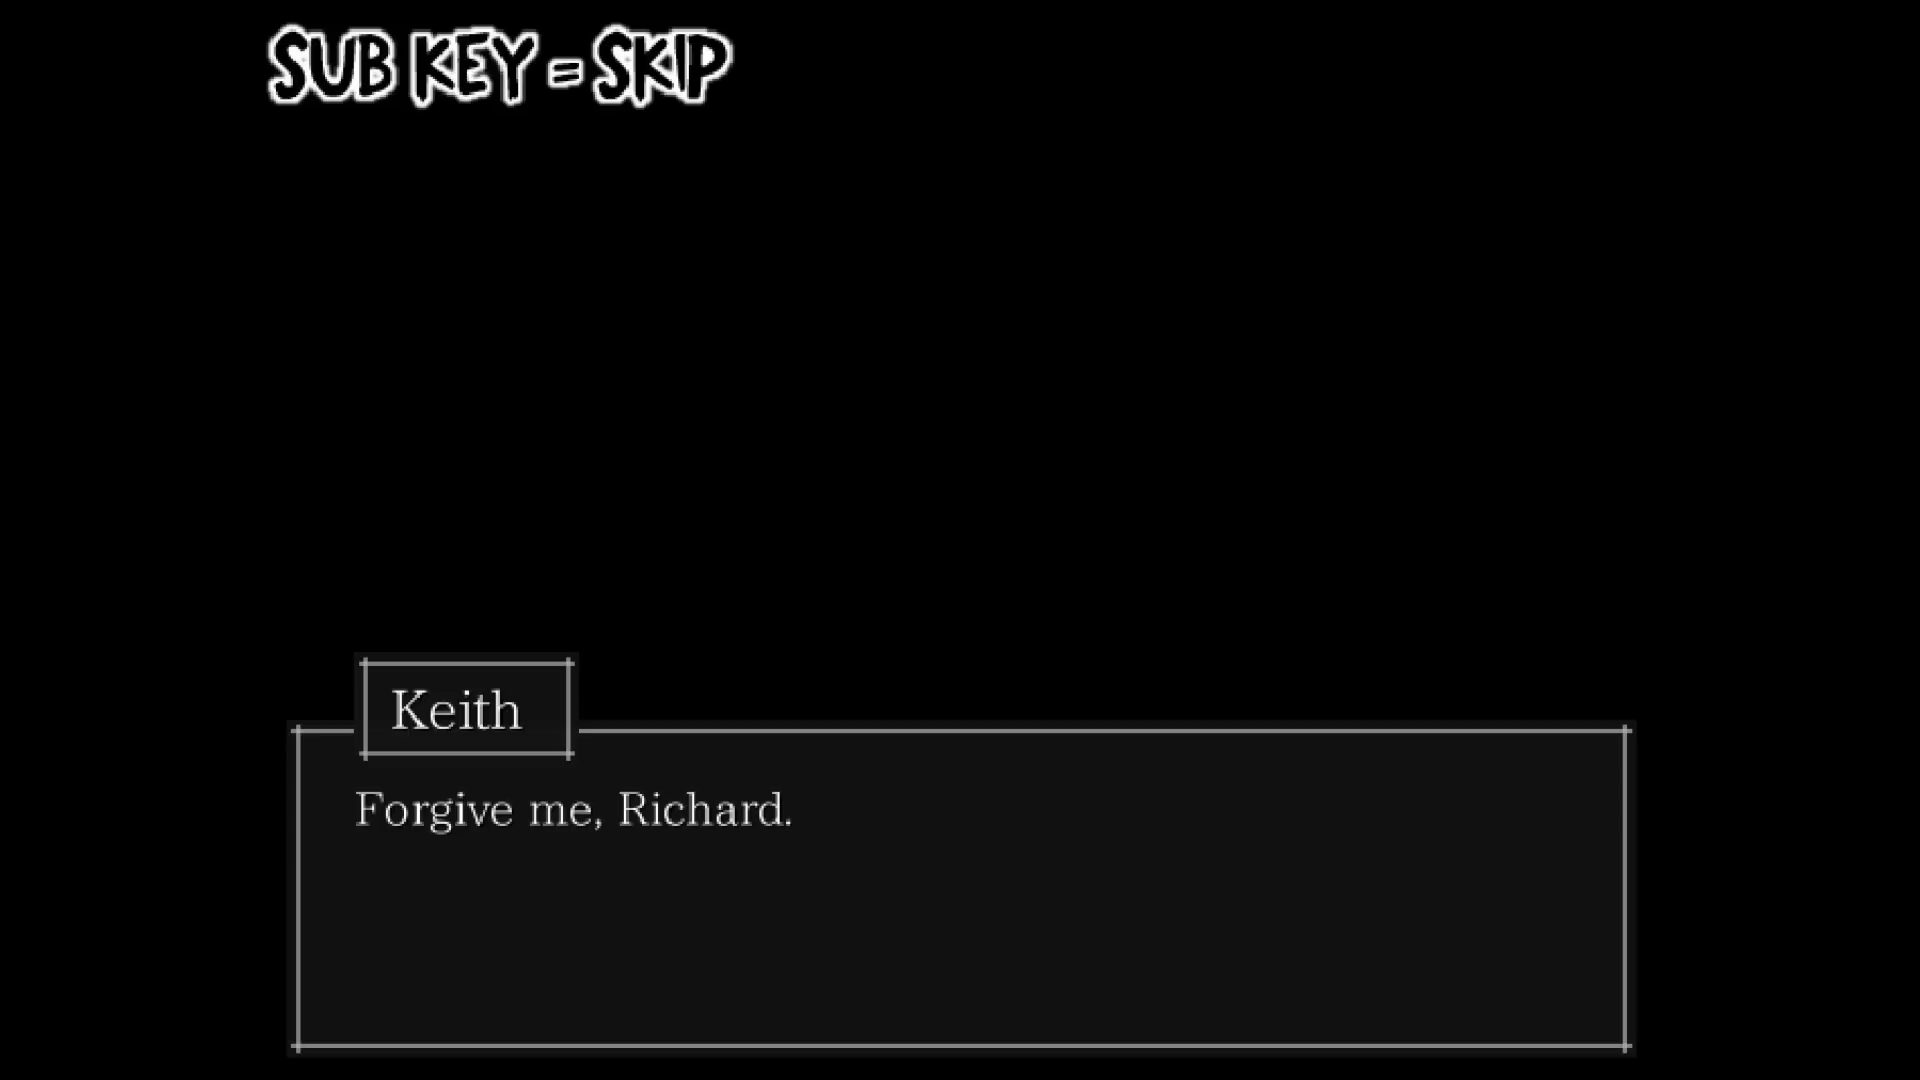 SUB KEY = SKIP
Keith
Forgive me, Richard.